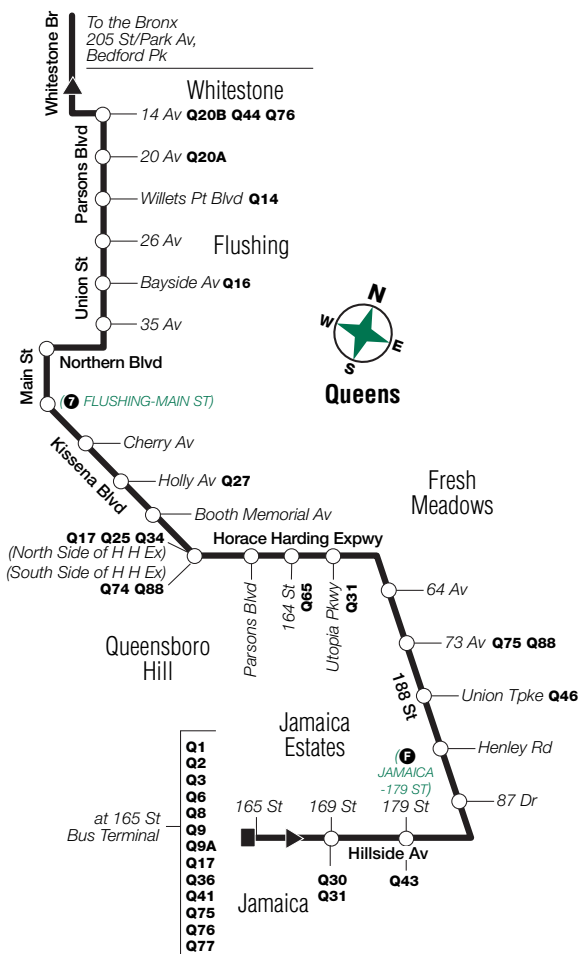 To the Bronx
205 St/Park Av,
Bedford Pk
Whitestone Br
Whitestone
14 Av Q20B Q44 Q76
Parsons Blvd
20 Av Q20A
Willets Pt Blvd Q14
26 Av
Flushing
Union St
Bayside Av Q16
35 Av
N
W
E
S
Queens
Main St
Northern Blvd
(7 FLUSHING-MAIN ST)
Kissena Blvd
Cherry Av
Holly Av Q27
Booth Memorial Av
Fresh
Meadows
Q17 Q25 Q34
(North Side of H H Ex)
(South Side of H H Ex)
Q74 Q88
Horace Harding Expwy
Parsons Blvd
164 St
Q65
Utopia Pkwy
Q31
64 Av
73 Av Q75 Q88
188 St
Union Tpke Q46
Henley Rd
87 Dr
Queensboro
Hill
Jamaica
Estates
(F
JAMAICA
-179 ST)
165 St
169 St
179 St
Hillside Av
Q30
Q31
Q43
Jamaica
at 165 St
Bus Terminal
Q1
Q2
Q3
Q6
Q8
Q9
Q9A
Q17
Q36
Q41
Q75
Q76
Q77